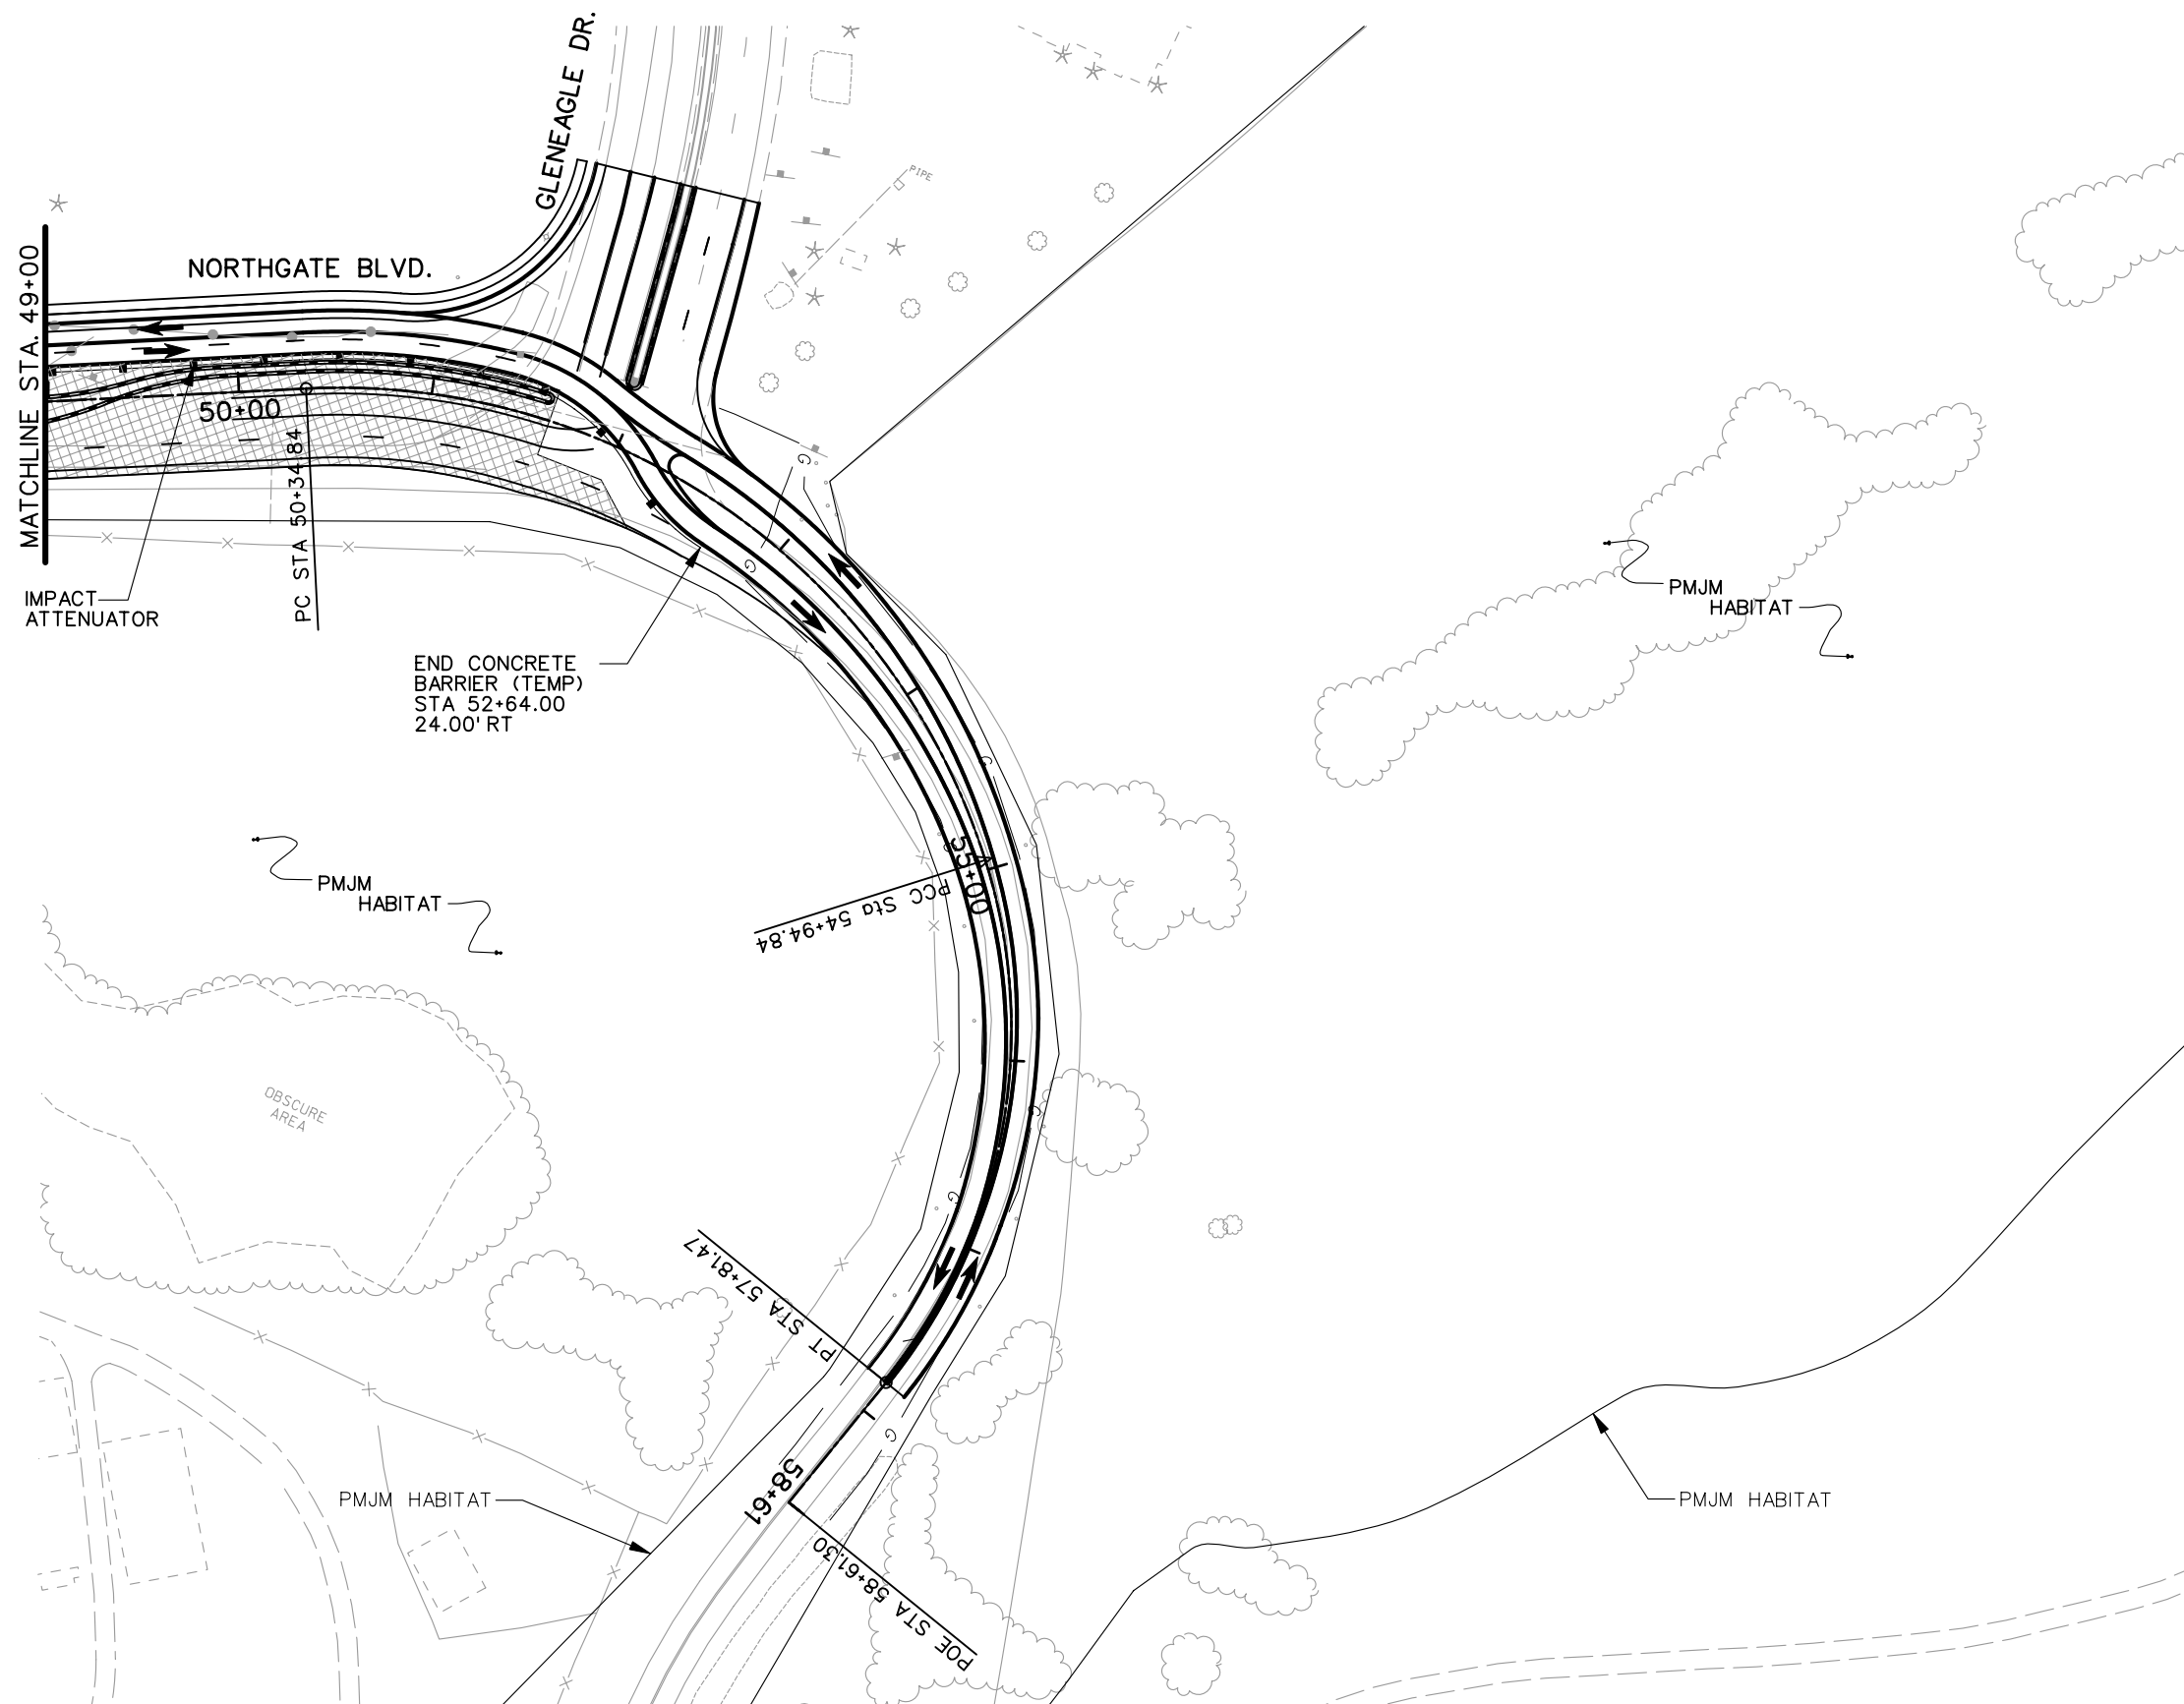 GLENEAGLE DR.
PIPE
NORTHGATE BLVD.
MATCHLINE STA. 49+00
50+00
PC STA 50+34.84
IMPACT
ATTENUATOR
G
G
END CONCRETE
BARRIER (TEMP)
STA 52+64.00
24.00' RT
PMJM
HABITAT
G
PMJM
HABITAT
55+00
PCC Sta 54+94.84
OBSCURE
AREA
G
G
PT STA 57+81.47
G
58+61
PMJM HABITAT
PMJM HABITAT
POE STA 58+61.30